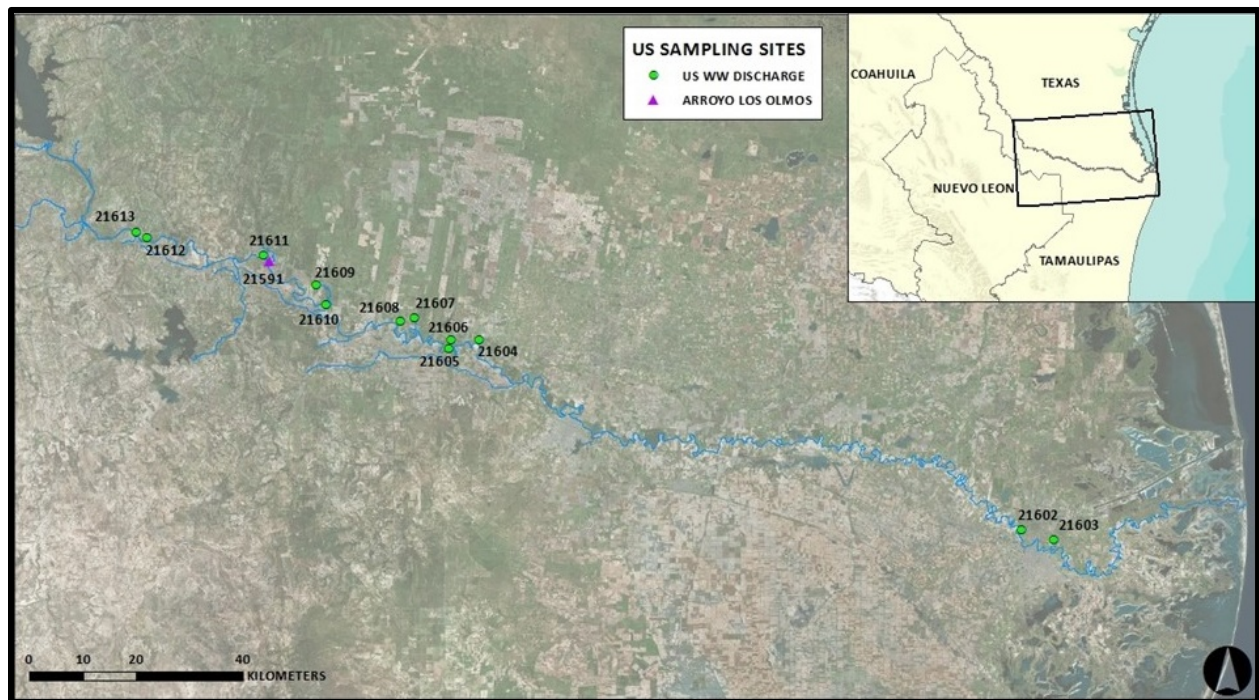 US SAMPLING SITES
US WW DISCHARGE
ARROYO LOS OLMOS
COAHUILA
TEXAS
NUEVO LEON
TAMAULIPAS
21613
21612
21611
21591
21609
21610
21608
21607
21606
21605
21604
21602
21603
0 10 20 40
KILOMETERS